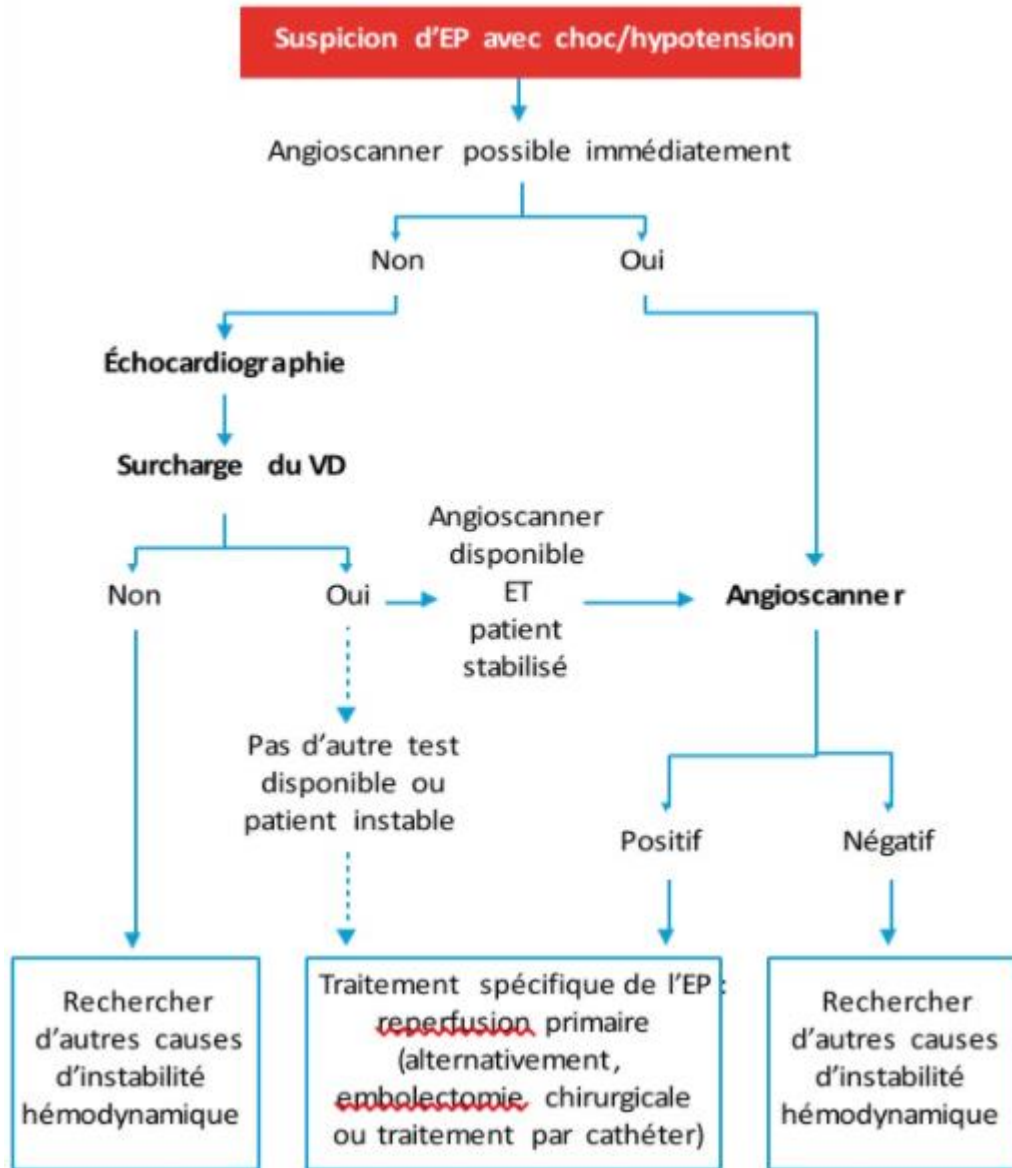 Suspicion d'EP avec choc/hypotension
Angioscanner possible immédiatement
Non
Oui
Échocardiographie
Surcharge du VD
Non
Oui
Angioscanner
disponible
ET
patient
stabilisé
Angioscanner
Pas d'autre test
disponible ou
patient instable
Positif
Négatif
Rechercher
d'autres causes
d'instabilité
hémodynamique
Traitement spécifique de l'EP :
reperfusion primaire
(alternativement,
embolectomie chirurgicale
ou traitement par cathéter)
Rechercher
d'autres causes
d'instabilité
hémodynamique